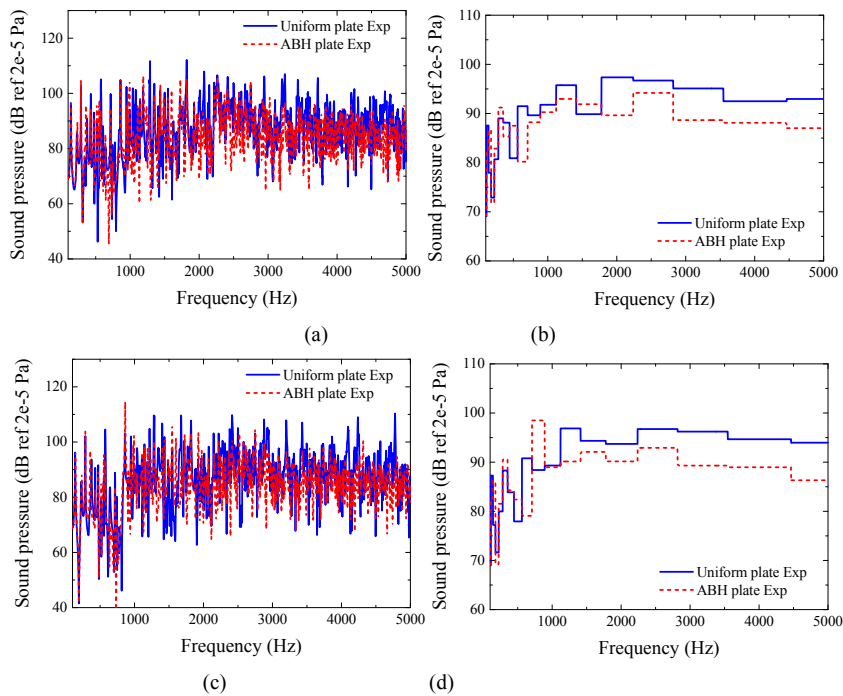 Sound pressure (dB ref 2e-5 Pa)
120
100
80
60
40
Uniform plate Exp
ABH plate Exp
1000 2000 3000 4000 5000
Frequency (Hz)
(a)
Sound pressure (dB ref 2e-5 Pa)
110
100
90
80
70
60
Uniform plate Exp
ABH plate Exp
1000 2000 3000 4000 5000
Frequency (Hz)
(b)
Sound pressure (dB ref 2e-5 Pa)
120
100
80
60
40
Uniform plate Exp
ABH plate Exp
1000 2000 3000 4000 5000
Frequency (Hz)
(c)
Sound pressure (dB ref 2e-5 Pa)
110
100
90
80
70
60
Uniform plate Exp
ABH plate Exp
1000 2000 3000 4000 5000
Frequency (Hz)
(d)